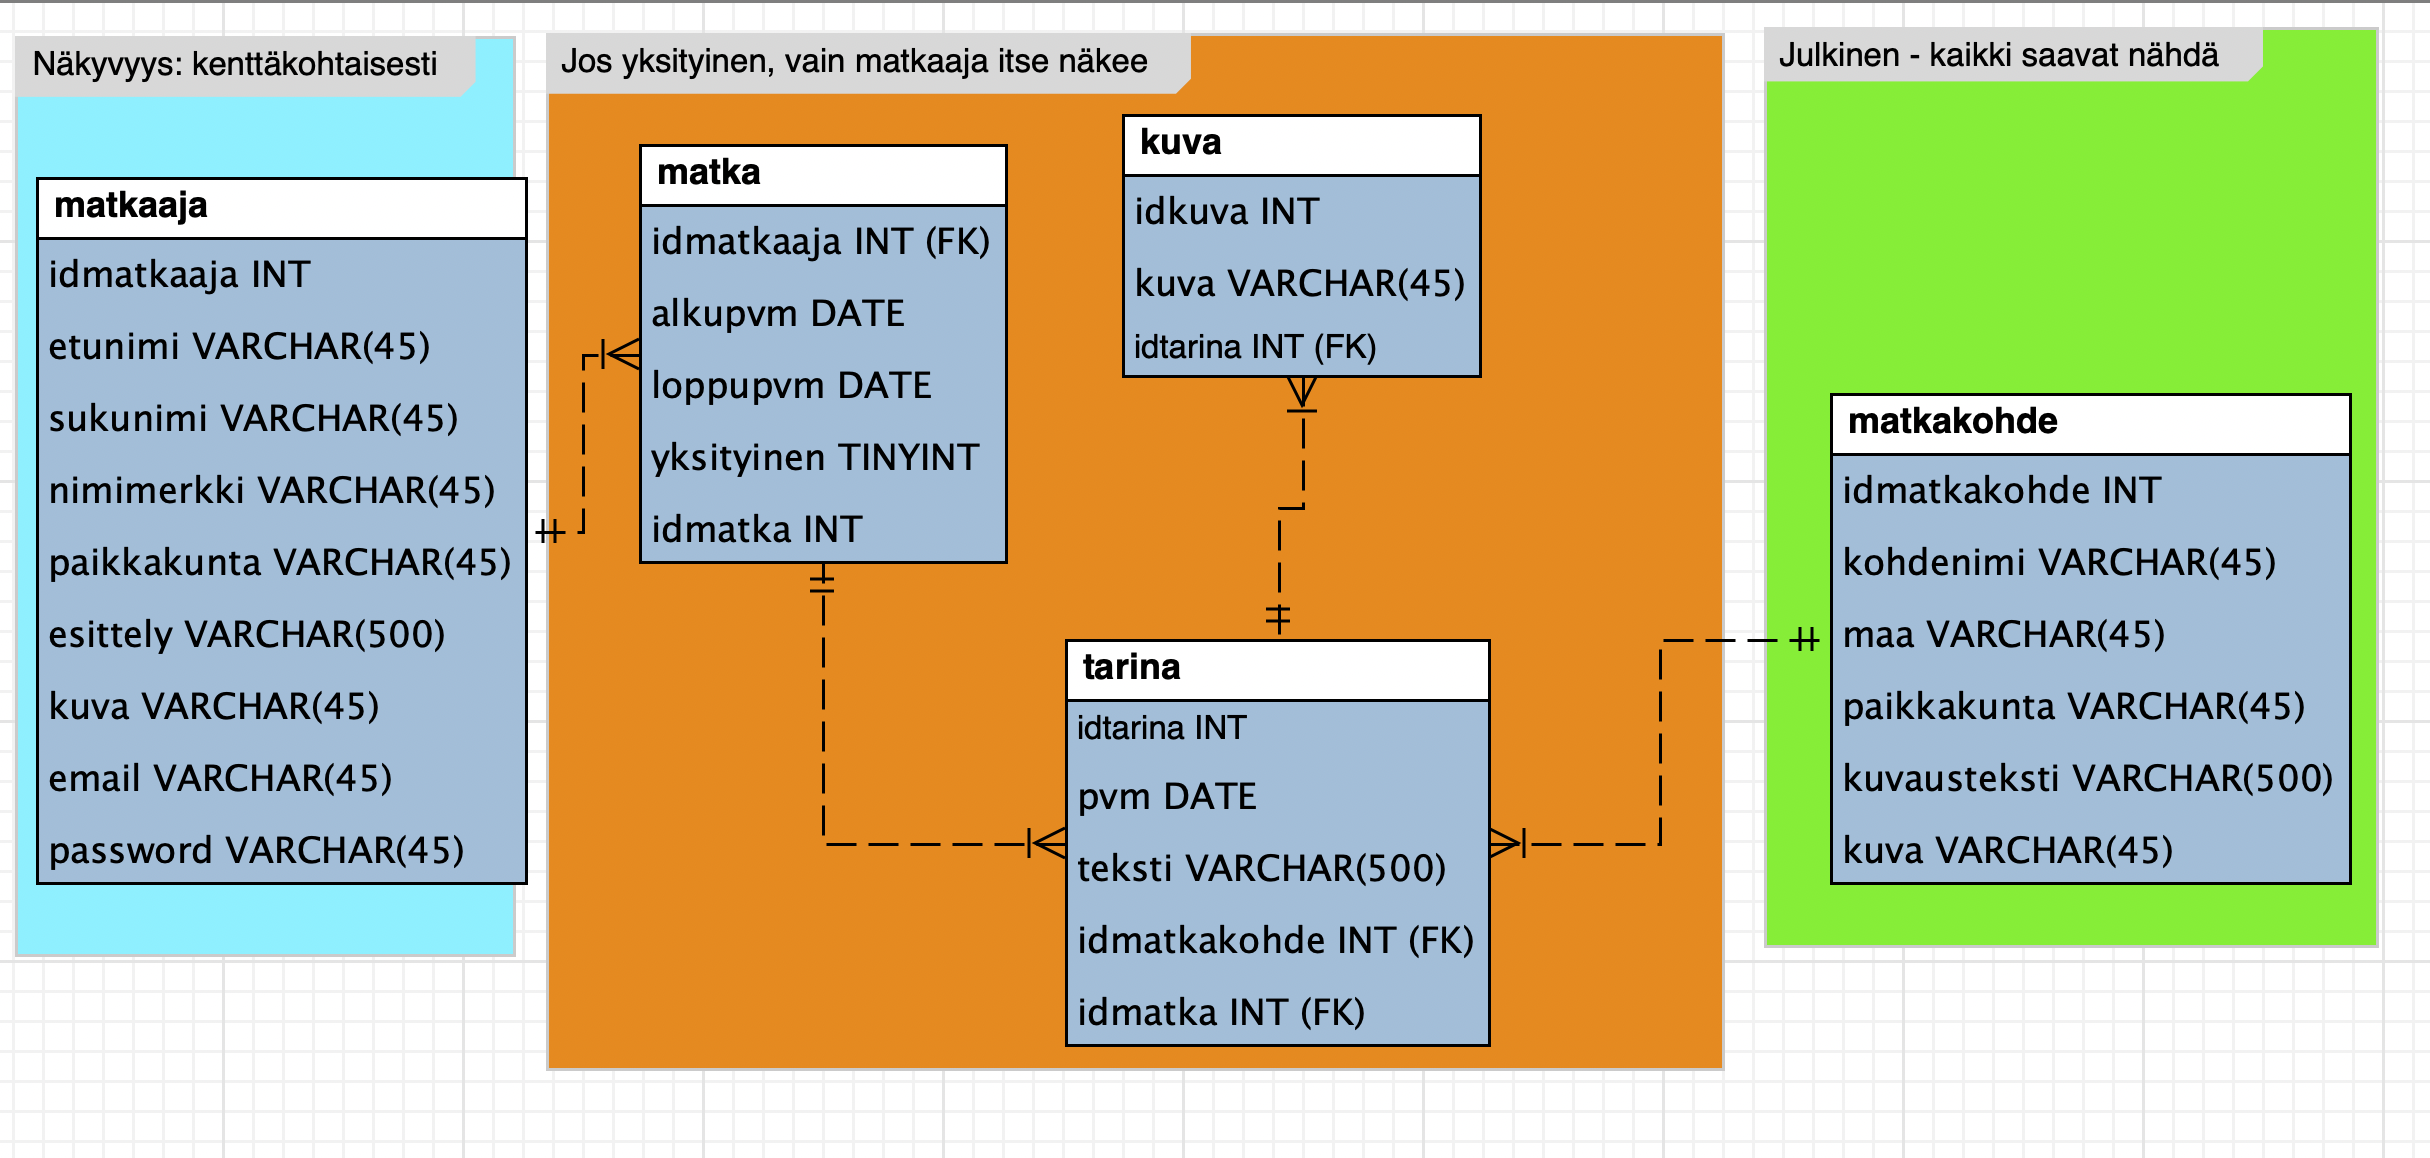 Näkyvyys: kenttäkohtaisesti
matkaaja
idmatkaaja INT
etunimi VARCHAR(45)
sukunimi VARCHAR(45)
nimimerkki VARCHAR(45)
paikkakunta VARCHAR(45)
esittely VARCHAR(500)
kuva VARCHAR(45)
email VARCHAR(45)
password VARCHAR(45)
Jos yksityinen, vain matkaaja itse näkee
matka
idmatkaaja INT (FK)
alkupvm DATE
loppupvm DATE
yksityinen TINYINT
idmatka INT
kuva
idkuva INT
kuva VARCHAR(45)
idtarina INT (FK)
tarina
idtarina INT
pvm DATE
teksti VARCHAR(500)
idmatkakohde INT (FK)
idmatka INT (FK)
Julkinen - kaikki saavat nähdä
matkakohde
idmatkakohde INT
kohdenimi VARCHAR(45)
maa VARCHAR(45)
paikkakunta VARCHAR(45)
kuvausteksti VARCHAR(500)
kuva VARCHAR(45)